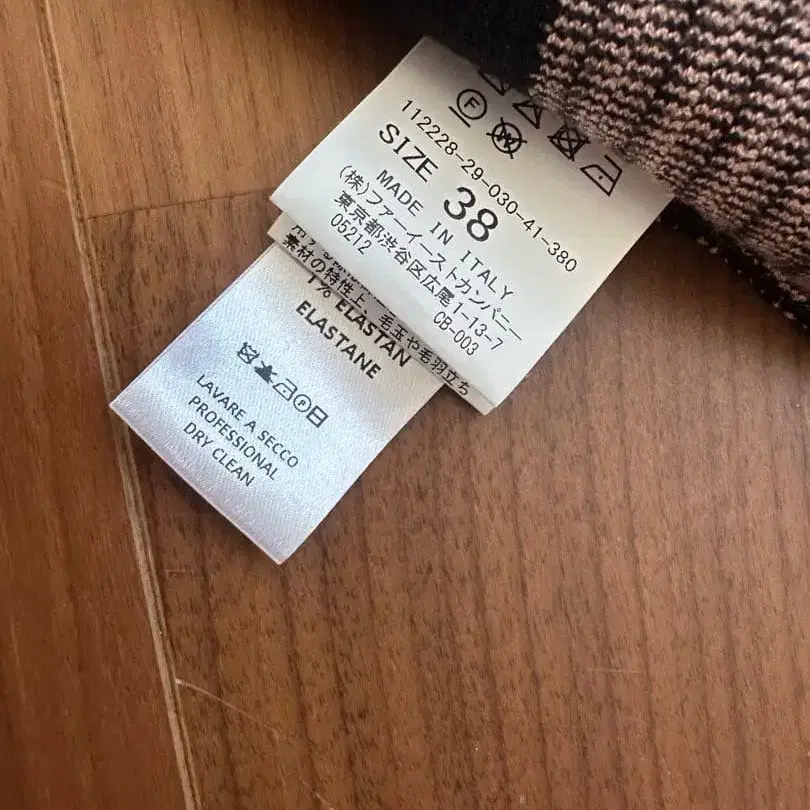 112228-29-030-41-380
SIZE 38
MADE IN ITALY
(株)ファーイーストカンパニー
東京都渋谷区広尾1-13-7
05212 CB-003
素材の特性上、毛玉や毛羽立ち
1% ELASTAN
ELASTANE
LAVARE A SECCO
PROFESSIONAL
DRY CLEAN